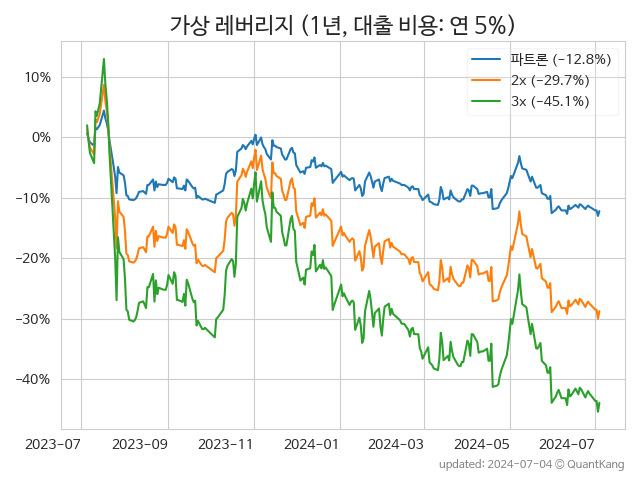 가상 레버리지 (1년, 대출 비용: 연 5%)
파트론 (−12.8%)
2x (−29.7%)
3x (−45.1%)
10%
0%
−10%
−20%
−30%
−40%
2023-07 2023-09 2023-11 2024-01 2024-03 2024-05 2024-07
updated: 2024-07-04 ⓒ QuantKang